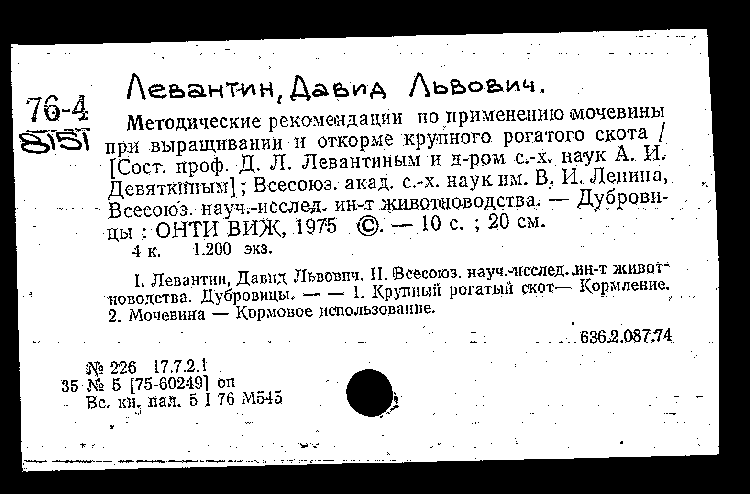 Левантин, Давид Львович.
76-4
8151
Методические рекомендации по применению мочевины
при выращивании и откорме крупного рогатого скота /
[Сост. проф. Д. Л. Левантиным и д-ром с.-х. наук А. И.
Девяткиным] ; Всесоюз. акад. с.-х. наук им. В. И. Ленина,
Всесоюз. науч.-исслед. ин-т животноводства. — Дуброви-
цы : ОНТИ ВИЖ, 1975 ©. — 10 с. ; 20 см.
4 к. 1.200 экз.
I. Левантин, Давид Львович. II. Всесоюз. науч.-исслед. ин-т живот-
новодства. Дубровицы. — — 1. Крупный рогатый скот — Кормление.
2. Мочевина — Кормовое использование.
636.2.087.74
№ 226 17.7.2.1
35 № 5 [75-60249] оп
Вс. кн. пал. 5 I 76 М545